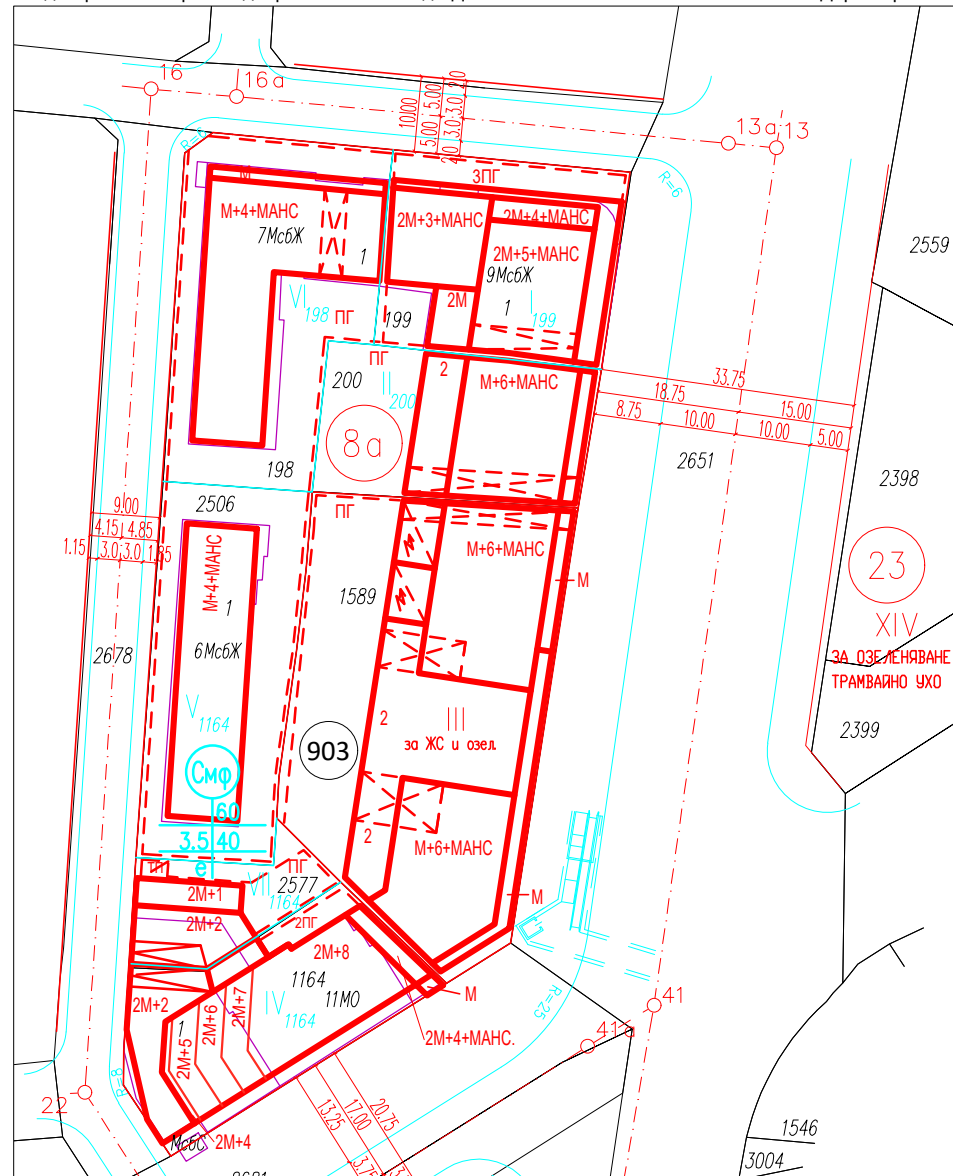 16
16а
13а
13
2.0
5.00
3.0
10.00
5.00
3.0
2.0
R=6
3ПГ
М
М+4+МАНС
7МсбЖ
1
2М+3+МАНС
2М+4+МАНС
2М+5+МАНС
9МсбЖ
1
I
199
2М
VI
198
ПГ
199
ПГ
2559
200
II
200
2
М+6+МАНС
33.75
18.75
15.00
8.75
10.00
10.00
5.00
8а
198
2651
2398
2506
ПГ
9.00
4.15
4.85
1.15
3.0
3.0
1.85
М+4+МАНС
1
6МсбЖ
М+6+МАНС
М
1589
23
XIV
ЗА ОЗЕЛЕНЯВАНЕ
ТРАМВАЙНО УХО
2678
V
1164
2
III
за ЖС и озел.
903
2399
Смф
60
3.5
40
е
2
М+6+МАНС
ТП
ПГ
VII
1164
2577
2М+1
2М+2
2ПГ
М
2М+8
1164
11МО
IV
1164
М
2М+2
1
2М+5
2М+6
2М+7
R=25
41
41а
2М+4+МАНС.
22
R=8
МсбС
2М+4
13.25
17.00
20.75
3.75
1546
3004